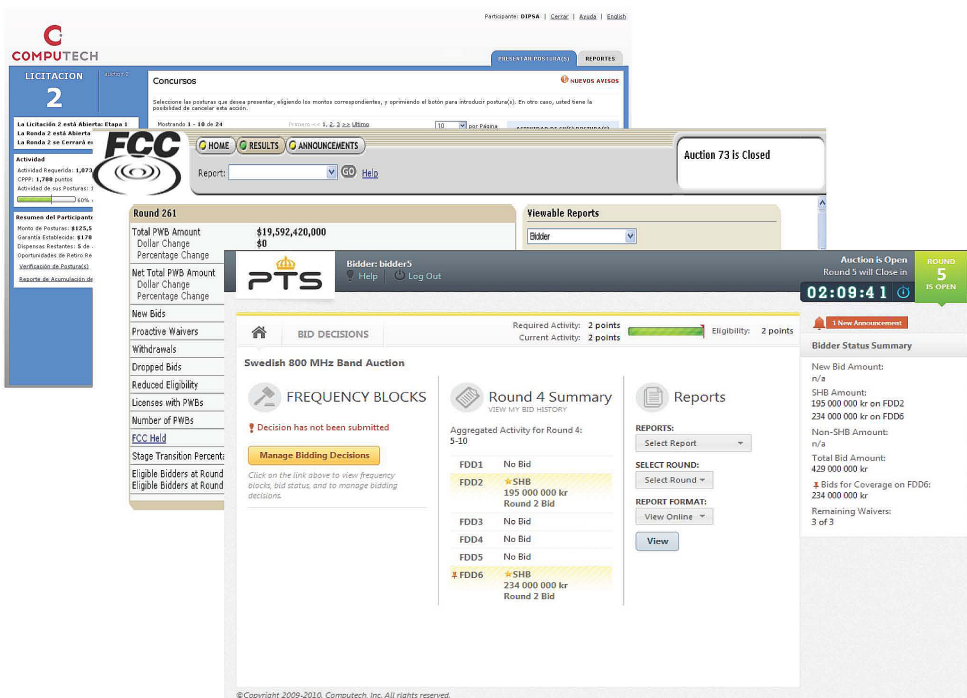 Participante: DIPSA | Cerrar | Ayuda | English
COMPUTECH
PRESENTAR POSTURA(S) REPORTES
LICITACION
2
Concursos
NUEVOS AVISOS
Seleccione las posturas que desea presentar, eligiendo los montos correspondientes, y oprimiendo el botón para introducir postura(s). En otro caso, usted tiene la
posibilidad de cancelar esta acción.
La Licitación 2 está Abierta: Etapa 1
La Ronda 2 está Abierta
La Ronda 2 se Cerrará e
Mostrando 1 - 10 de 24 Primero << 1, 2, 3 >> Ultimo 10 por Página
Actividad
Actividad Requerida: 1,073
CPPP: 1,788 puntos
Actividad de sus Posturas:
60%
Resumen del Participante
Monto de Posturas: $125,5
Garantía Establecida: $178
Dispensas Restantes: 5 de
Oportunidades de Retiro Re
Verificación de Postura(s)
Reporte de Acumulación de
FCC
HOME RESULTS ANNOUNCEMENTS
Report: GO Help
Auction 73 is Closed
Round 261
Total PWB Amount $19,592,420,000
Dollar Change $0
Percentage Change
Net Total PWB Amount
Dollar Change
Percentage Change
New Bids
Proactive Waivers
Withdrawals
Dropped Bids
Reduced Eligibility
Licenses with PWBs
Number of PWBs
FCC Held
Stage Transition Percent
Eligible Bidders at Round
Eligible Bidders at Round
Viewable Reports
Bidder
PTS
Bidder: bidder5
Help Log Out
Auction is Open
Round 5 will Close in
02:09:41
ROUND
5
IS OPEN
BID DECISIONS
Required Activity: 2 points
Current Activity: 2 points
Eligibility: 2 points
Swedish 800 MHz Band Auction
FREQUENCY BLOCKS
Decision has not been submitted
Manage Bidding Decisions
Click on the link above to view frequency
blocks, bid status, and to manage bidding
decisions.
Round 4 Summary
VIEW MY BID HISTORY
Aggregated Activity for Round 4:
5-10
FDD1 No Bid
FDD2 SHB
195 000 000 kr
Round 2 Bid
FDD3 No Bid
FDD4 No Bid
FDD5 No Bid
FDD6 SHB
234 000 000 kr
Round 2 Bid
Reports
REPORTS:
Select Report
SELECT ROUND:
Select Round
REPORT FORMAT:
View Online
View
1 New Announcement
Bidder Status Summary
New Bid Amount:
n/a
SHB Amount:
195 000 000 kr on FDD2
234 000 000 kr on FDD6
Non-SHB Amount:
n/a
Total Bid Amount:
429 000 000 kr
Bids for Coverage on FDD6:
234 000 000 kr
Remaining Waivers:
3 of 3
©Copyright 2009-2010, Computech, Inc. All rights reserved.